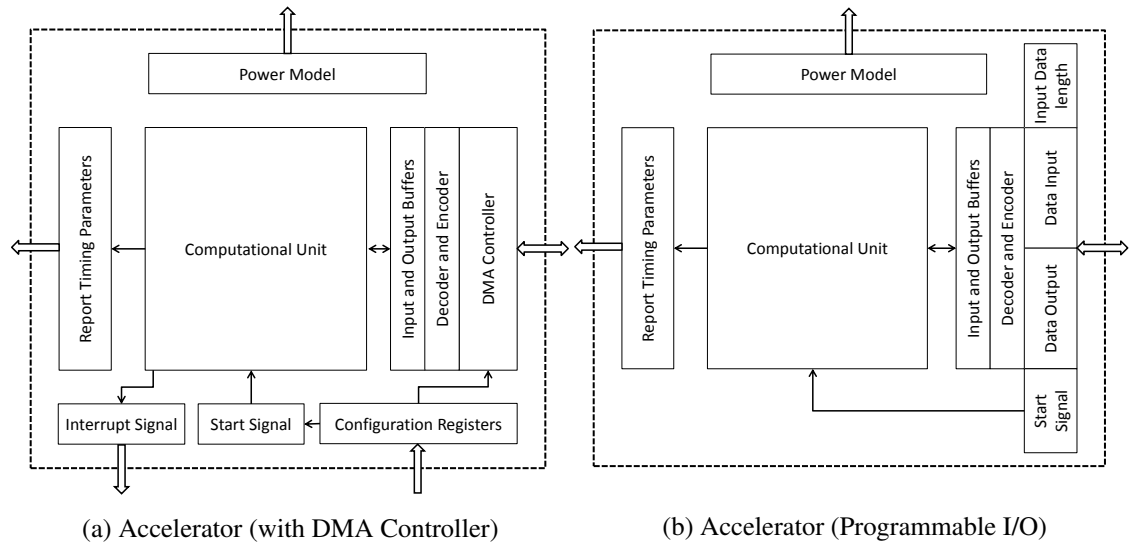 Power Model
Report Timing Parameters
Computational Unit
Input and Output Buffers
Decoder and Encoder
DMA Controller
Interrupt Signal
Start Signal
Configuration Registers
(a) Accelerator (with DMA Controller)
Power Model
Input Data
length
Report Timing Parameters
Computational Unit
Input and Output Buffers
Decoder and Encoder
Data Input
Data Output
Start
Signal
(b) Accelerator (Programmable I/O)